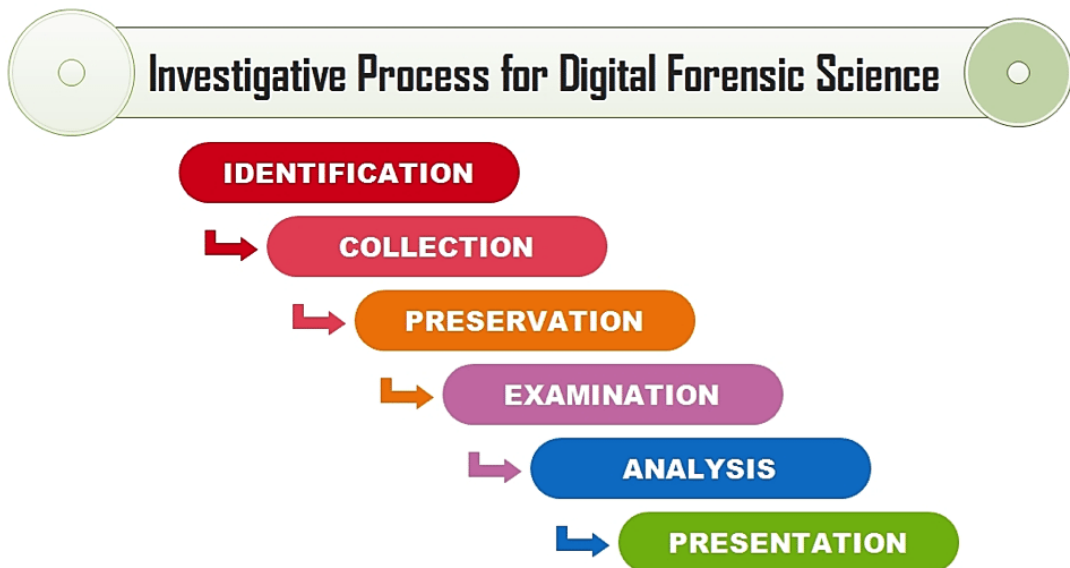 Investigative Process for Digital Forensic Science
IDENTIFICATION
COLLECTION
PRESERVATION
EXAMINATION
ANALYSIS
PRESENTATION